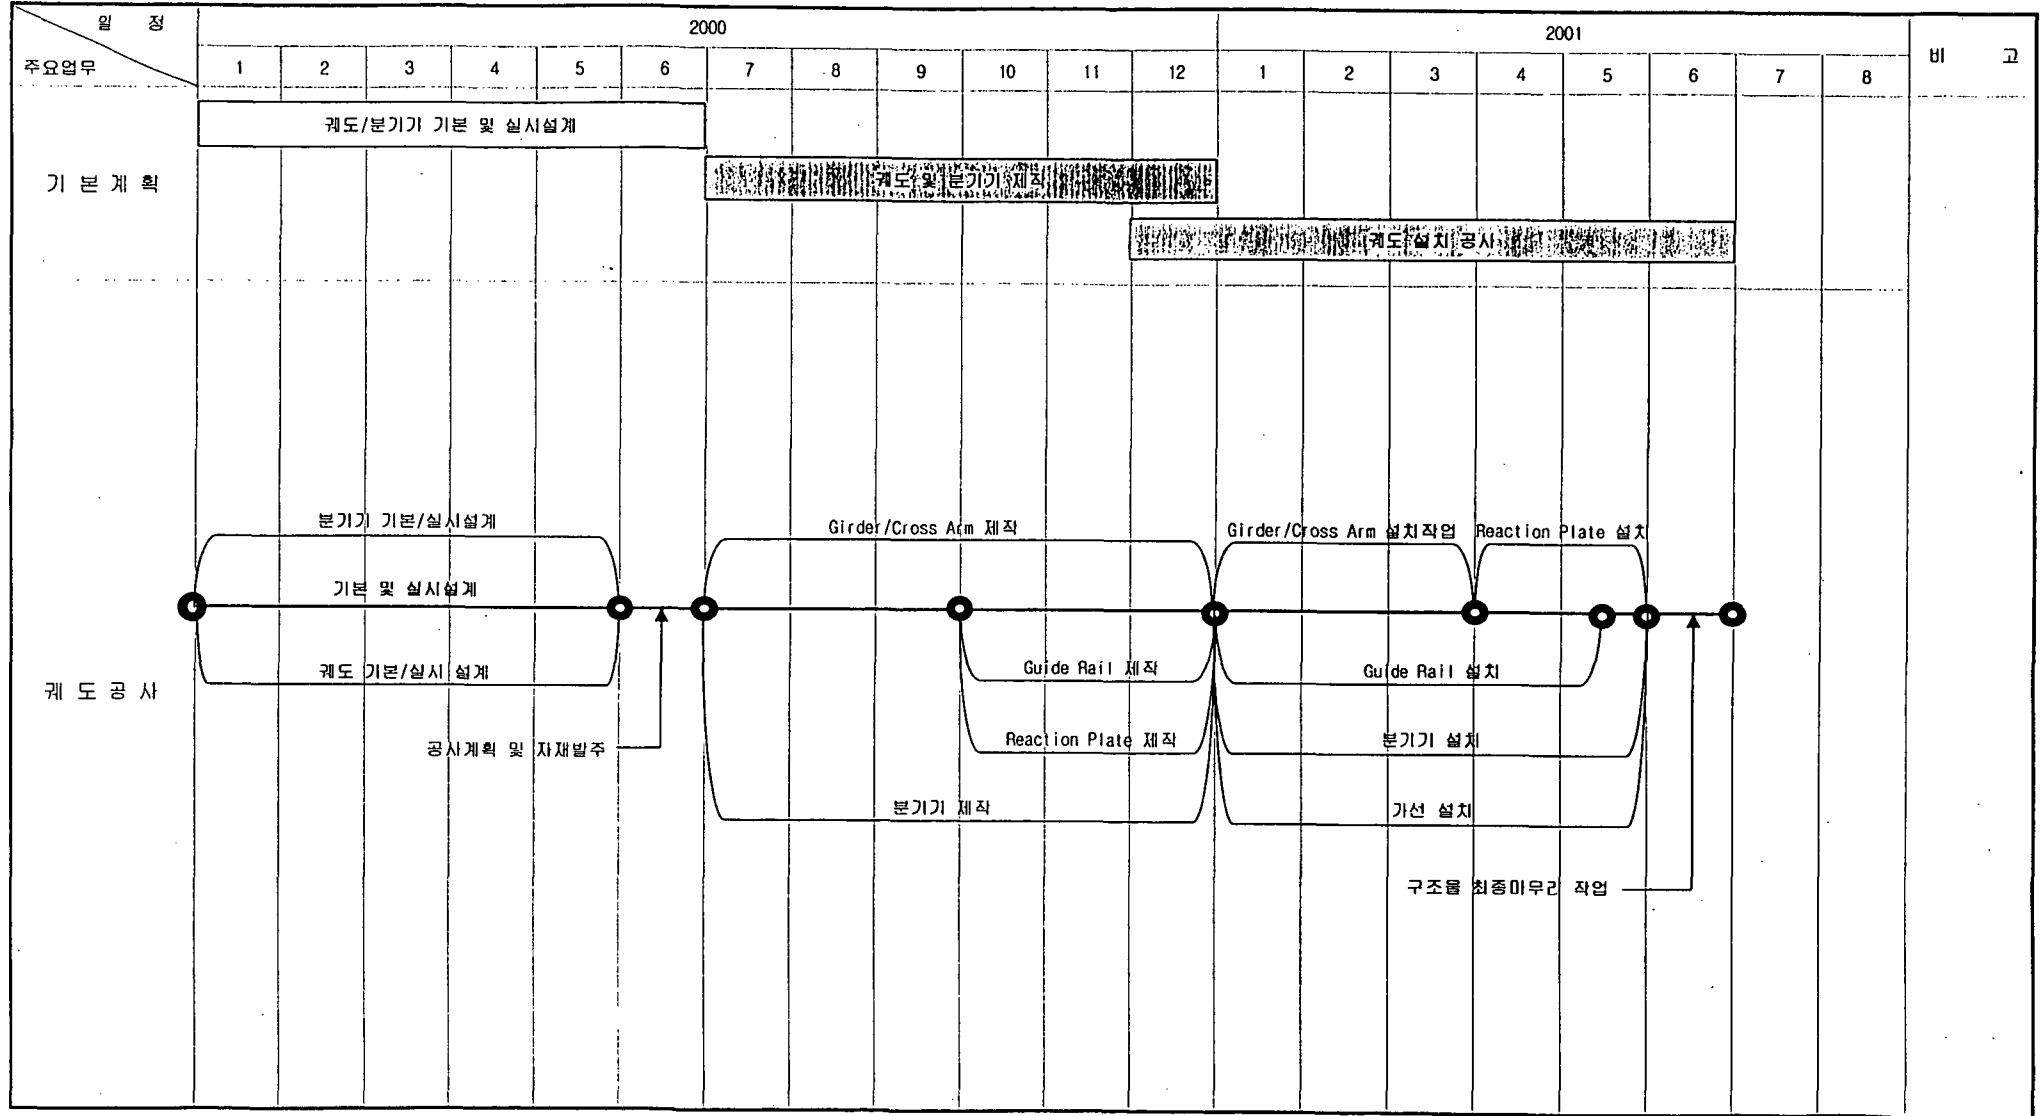 일 정
2000
2001
비 고
주요업무
1 2 3 4 5 6 7 8 9 10 11 12 1 2 3 4 5 6 7 8
궤도/분기기 기본 및 실시설계
기 본 계 획
궤도 및 분기기 제작
궤도 설치 공사
분기기 기본/실시설계
Girder/Cross Arm 제작
Girder/Cross Arm 설치작업
Reaction Plate 설치
기본 및 실시설계
궤도 기본/실시 설계
Guide Rail 제작
Guide Rail 설치
궤 도 공 사
공사계획 및 자재발주
Reaction Plate 제작
분기기 설치
분기기 제작
가선 설치
구조물 최종마무리 작업